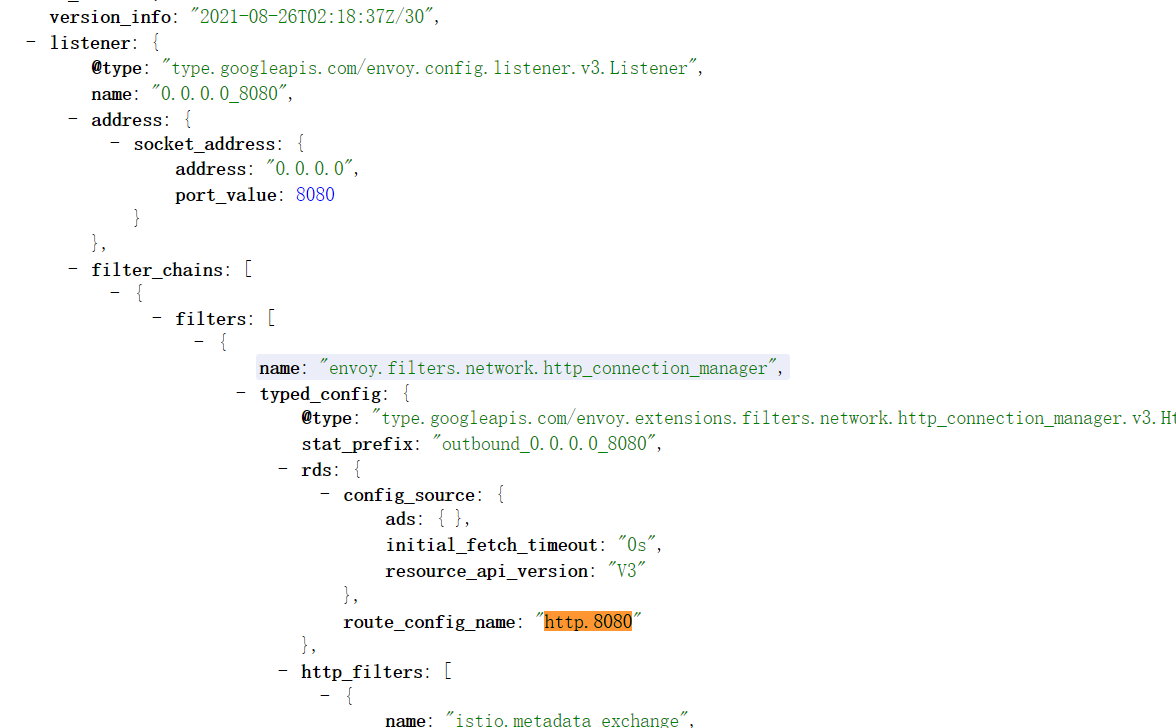 version_info: "2021-08-26T02:18:37Z/30",
- listener: {
@type: "type.googleapis.com/envoy.config.listener.v3.Listener",
name: "0.0.0.0_8080",
- address: {
- socket_address: {
address: "0.0.0.0",
port_value: 8080
}
},
- filter_chains: [
- {
- filters: [
- {
name: "envoy.filters.network.http_connection_manager",
- typed_config: {
@type: "type.googleapis.com/envoy.extensions.filters.network.http_connection_manager.v3.Ht
stat_prefix: "outbound_0.0.0.0_8080",
- rds: {
- config_source: {
ads: { },
initial_fetch_timeout: "0s",
resource_api_version: "V3"
},
route_config_name: "http.8080"
},
- http_filters: [
- {
name: "istio.metadata_exchange",